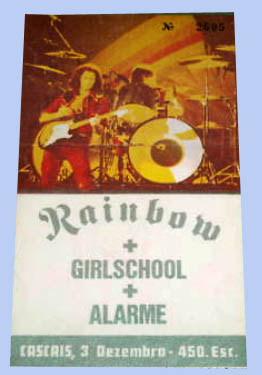 Nº 2695
Rainbow
+
GIRLSCHOOL
+
ALARME
CASCAIS, 3 Dezembro - 450. Esc.